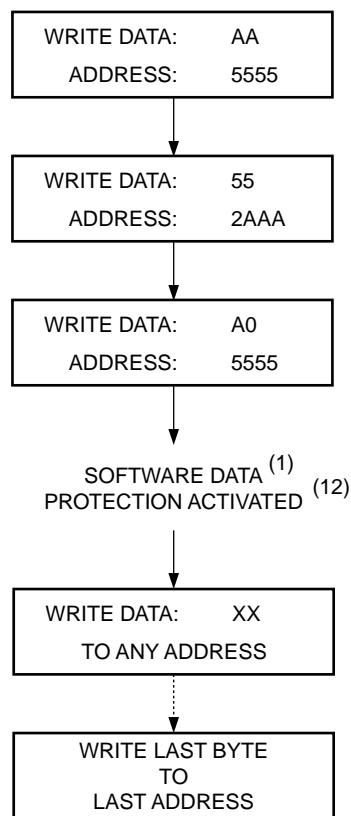 WRITE DATA: AA
ADDRESS: 5555
WRITE DATA: 55
ADDRESS: 2AAA
WRITE DATA: A0
ADDRESS: 5555
SOFTWARE DATA (1)
PROTECTION ACTIVATED (12)
WRITE DATA: XX
TO ANY ADDRESS
WRITE LAST BYTE
TO
LAST ADDRESS